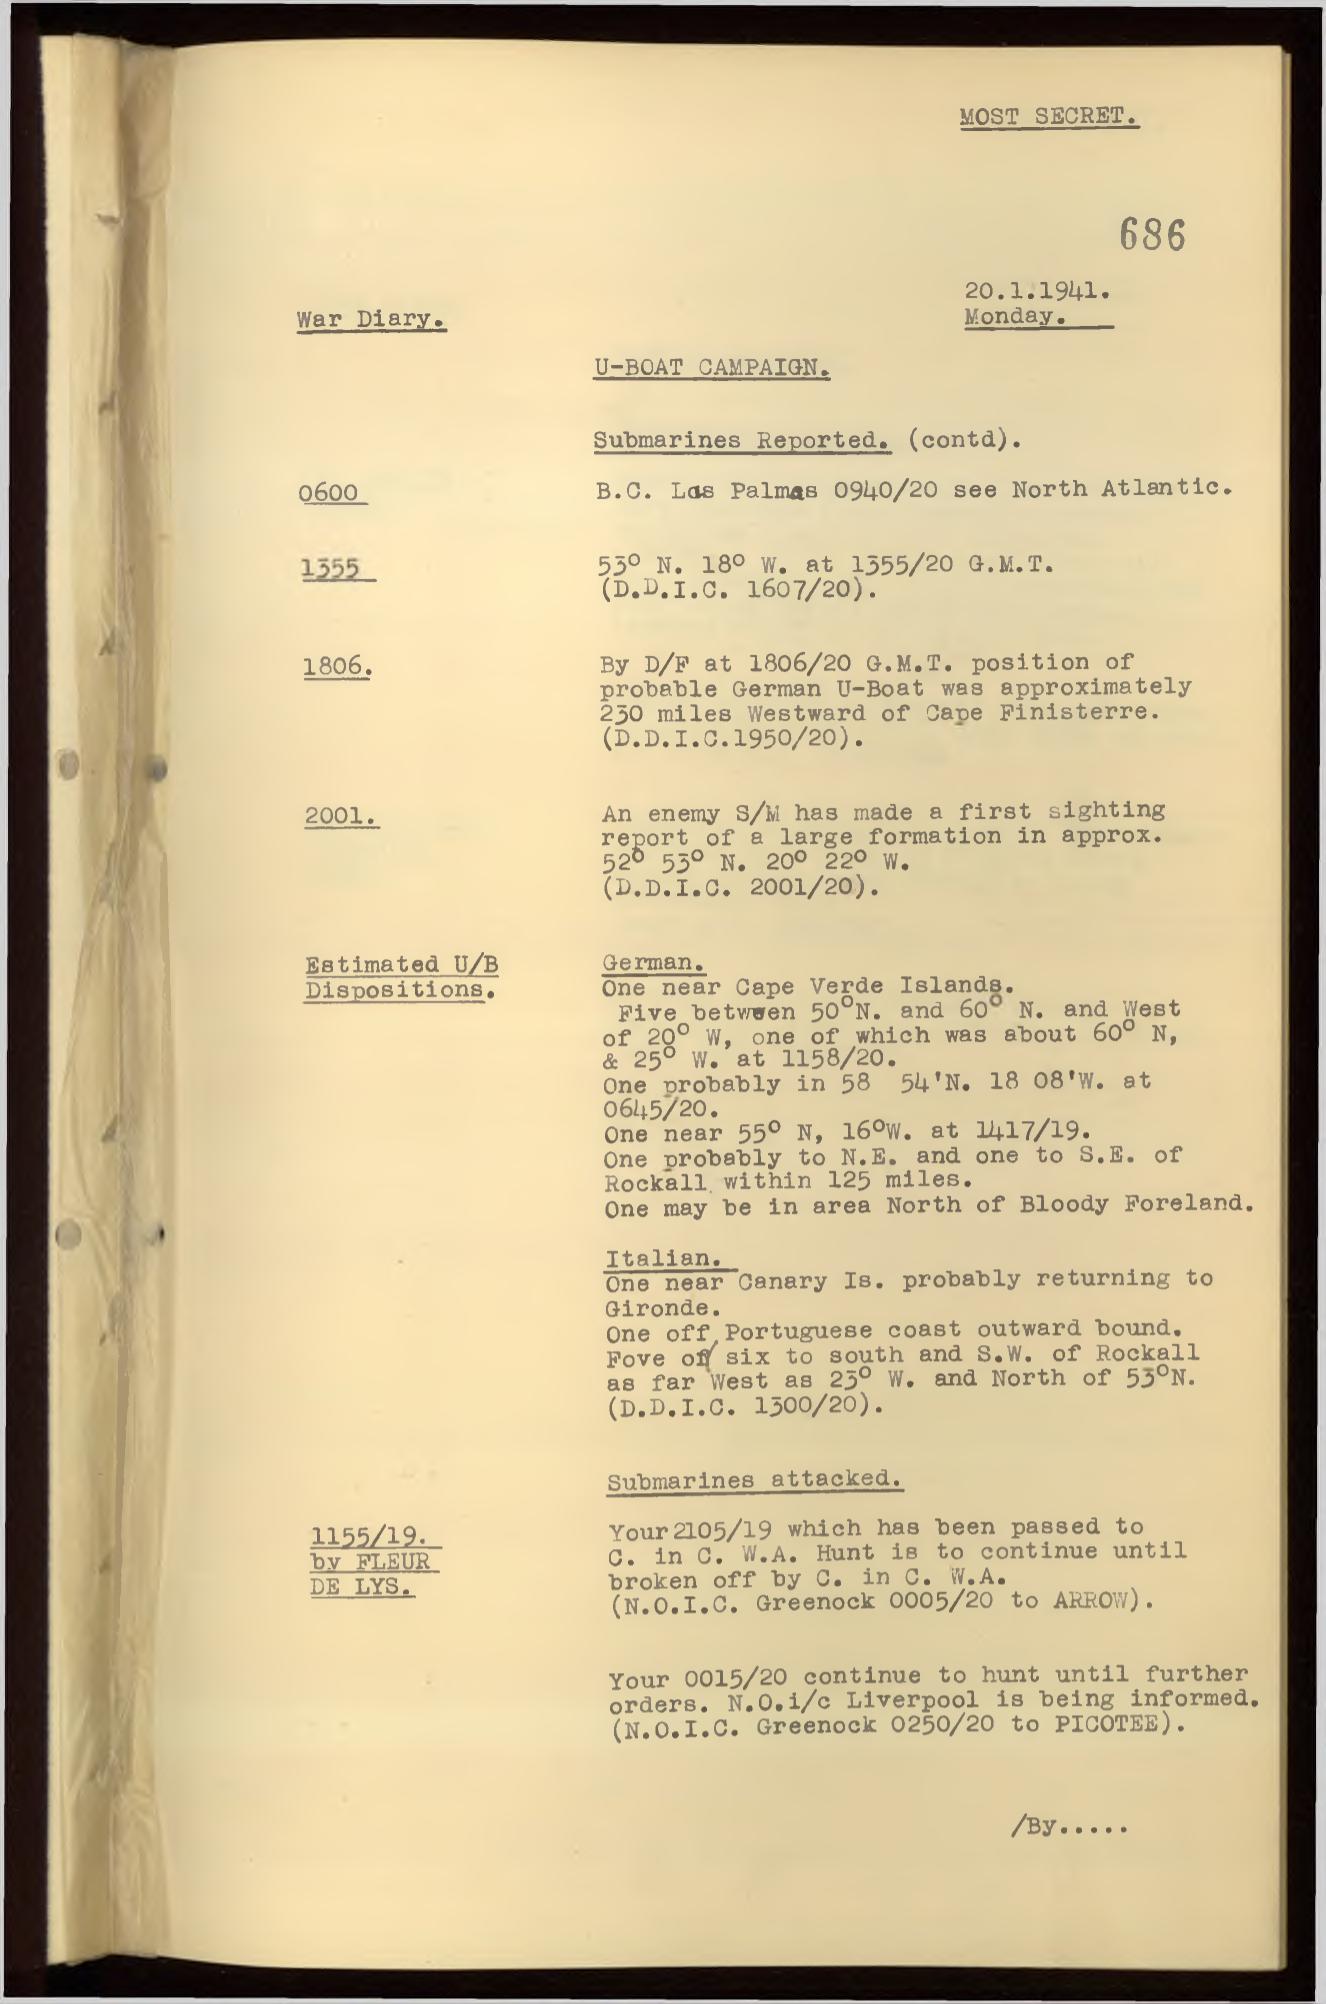 MOST SECRET.
686
20.1.1941.
Monday.
War Diary.
U-BOAT CAMPAIGN.
Submarines Reported. (contd).
0600
B.C. Las Palmas 0940/20 see North Atlantic.
1355
53° N. 18° W. at 1355/20 G.M.T.
(D.D.I.C. 1607/20).
1806.
By D/F at 1806/20 G.M.T. position of
probable German U-Boat was approximately
230 miles Westward of Cape Finisterre.
(D.D.I.C.1950/20).
2001.
An enemy S/M has made a first sighting
report of a large formation in approx.
52° 53° N. 20° 22° W.
(D.D.I.C. 2001/20).
Estimated U/B
Dispositions.
German.
One near Cape Verde Islands.
Five between 50°N. and 60° N. and West
of 20° W, one of which was about 60° N,
& 25° W. at 1158/20.
One probably in 58 54'N. 18 08'W. at
0645/20.
One near 55° N, 16°W. at 1417/19.
One probably to N.E. and one to S.E. of
Rockall within 125 miles.
One may be in area North of Bloody Foreland.
Italian.
One near Canary Is. probably returning to
Gironde.
One off Portuguese coast outward bound.
Fove of six to south and S.W. of Rockall
as far West as 23° W. and North of 53°N.
(D.D.I.C. 1300/20).
Submarines attacked.
1155/19.
by FLEUR
DE LYS.
Your 2105/19 which has been passed to
C. in C. W.A. Hunt is to continue until
broken off by C. in C. W.A.
(N.O.I.C. Greenock 0005/20 to ARROW).
Your 0015/20 continue to hunt until further
orders. N.O.i/c Liverpool is being informed.
(N.O.I.C. Greenock 0250/20 to PICOTEE).
/By.....